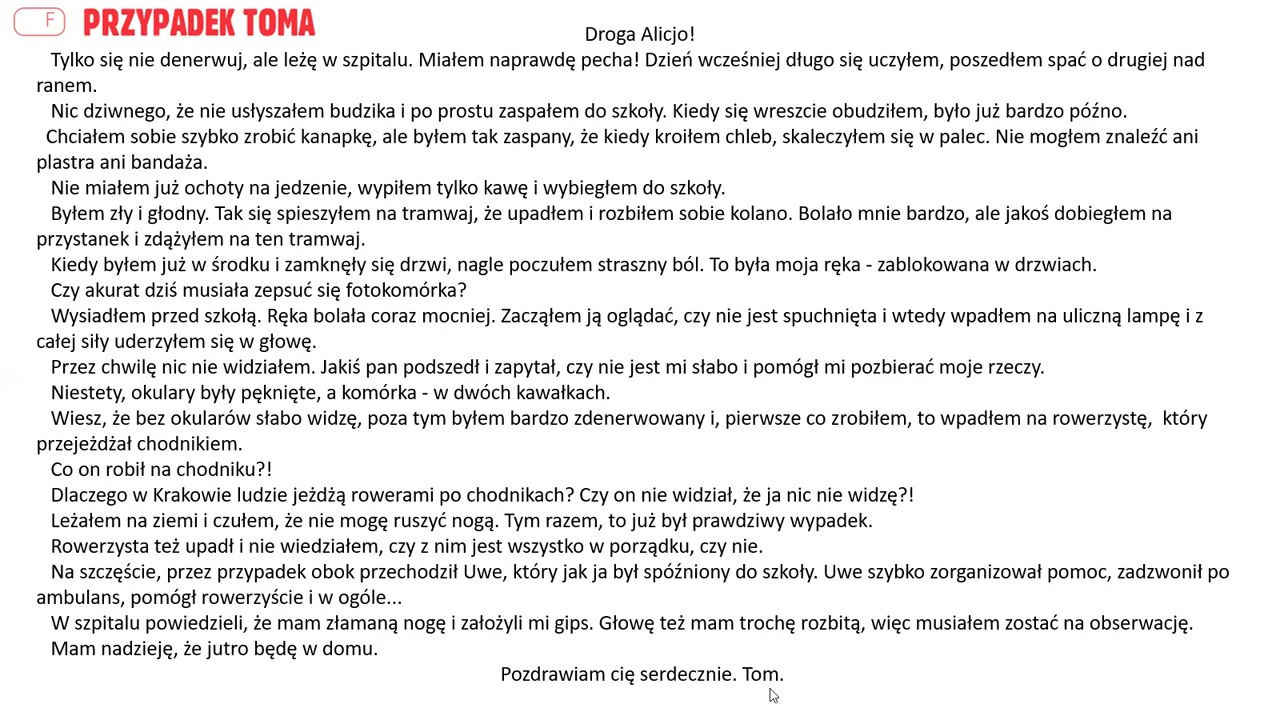 F
PRZYPADEK TOMA
Droga Alicjo!
Tylko się nie denerwuj, ale leżę w szpitalu. Miałem naprawdę pecha! Dzień wcześniej długo się uczyłem, poszedłem spać o drugiej nad
ranem.
Nic dziwnego, że nie usłyszałem budzika i po prostu zaspałem do szkoły. Kiedy się wreszcie obudziłem, było już bardzo późno.
Chciałem sobie szybko zrobić kanapkę, ale byłem tak zaspany, że kiedy kroiłem chleb, skaleczyłem się w palec. Nie mogłem znaleźć ani
plastra ani bandaża.
Nie miałem już ochoty na jedzenie, wypiłem tylko kawę i wybiegłem do szkoły.
Byłem zły i głodny. Tak się spieszyłem na tramwaj, że upadłem i rozbiłem sobie kolano. Bolało mnie bardzo, ale jakoś dobiegłem na
przystanek i zdążyłem na ten tramwaj.
Kiedy byłem już w środku i zamknęły się drzwi, nagle poczułem straszny ból. To była moja ręka - zablokowana w drzwiach.
Czy akurat dziś musiała zepsuć się fotokomórka?
Wysiadłem przed szkołą. Ręka bolała coraz mocniej. Zacząłem ją oglądać, czy nie jest spuchnięta i wtedy wpadłem na uliczną lampę i z
całej siły uderzyłem się w głowę.
Przez chwilę nic nie widziałem. Jakiś pan podszedł i zapytał, czy nie jest mi słabo i pomógł mi pozbierać moje rzeczy.
Niestety, okulary były pęknięte, a komórka - w dwóch kawałkach.
Wiesz, że bez okularów słabo widzę, poza tym byłem bardzo zdenerwowany i, pierwsze co zrobiłem, to wpadłem na rowerzystę,  który
przejeżdżał chodnikiem.
Co on robił na chodniku?!
Dlaczego w Krakowie ludzie jeżdżą rowerami po chodnikach? Czy on nie widział, że ja nic nie widzę?!
Leżałem na ziemi i czułem, że nie mogę ruszyć nogą. Tym razem, to już był prawdziwy wypadek.
Rowerzysta też upadł i nie wiedziałem, czy z nim jest wszystko w porządku, czy nie.
Na szczęście, przez przypadek obok przechodził Uwe, który jak ja był spóźniony do szkoły. Uwe szybko zorganizował pomoc, zadzwonił po
ambulans, pomógł rowerzyście i w ogóle...
W szpitalu powiedzieli, że mam złamaną nogę i założyli mi gips. Głowę też mam trochę rozbitą, więc musiałem zostać na obserwację.
Mam nadzieję, że jutro będę w domu.
Pozdrawiam cię serdecznie. Tom.